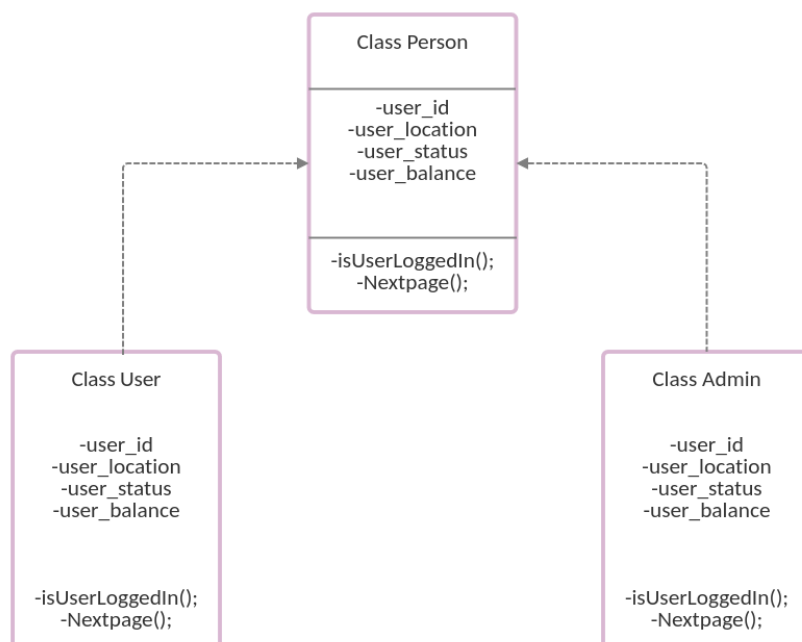 Class Person
-user_id
-user_location
-user_status
-user_balance
-isUserLoggedIn();
-Nextpage();
Class User
-user_id
-user_location
-user_status
-user_balance
-isUserLoggedIn();
-Nextpage();
Class Admin
-user_id
-user_location
-user_status
-user_balance
-isUserLoggedIn();
-Nextpage();